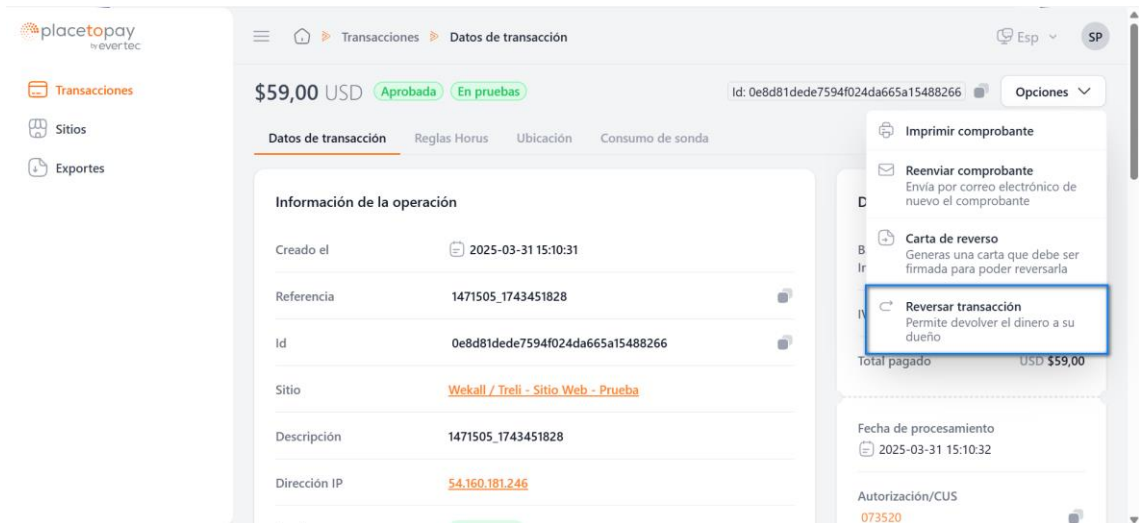 placetopay
by evertec
Transacciones
Sitios
Exportes
Transacciones
Datos de transacción
Esp
SP
$59,00 USD
Aprobada
En pruebas
Id: 0e8d81dede7594f024da665a15488266
Opciones
Datos de transacción
Reglas Horus
Ubicación
Consumo de sonda
Información de la operación
Creado el
2025-03-31 15:10:31
Referencia
1471505_1743451828
Id
0e8d81dede7594f024da665a15488266
Sitio
Wekall / Treli - Sitio Web - Prueba
Descripción
1471505_1743451828
Dirección IP
54.160.181.246
Imprimir comprobante
Reenviar comprobante
Envía por correo electrónico de
nuevo el comprobante
Carta de reverso
Generas una carta que debe ser
firmada para poder reversarla
Reversar transacción
Permite devolver el dinero a su
dueño
Total pagado
USD $59,00
Fecha de procesamiento
2025-03-31 15:10:32
Autorización/CUS
073520